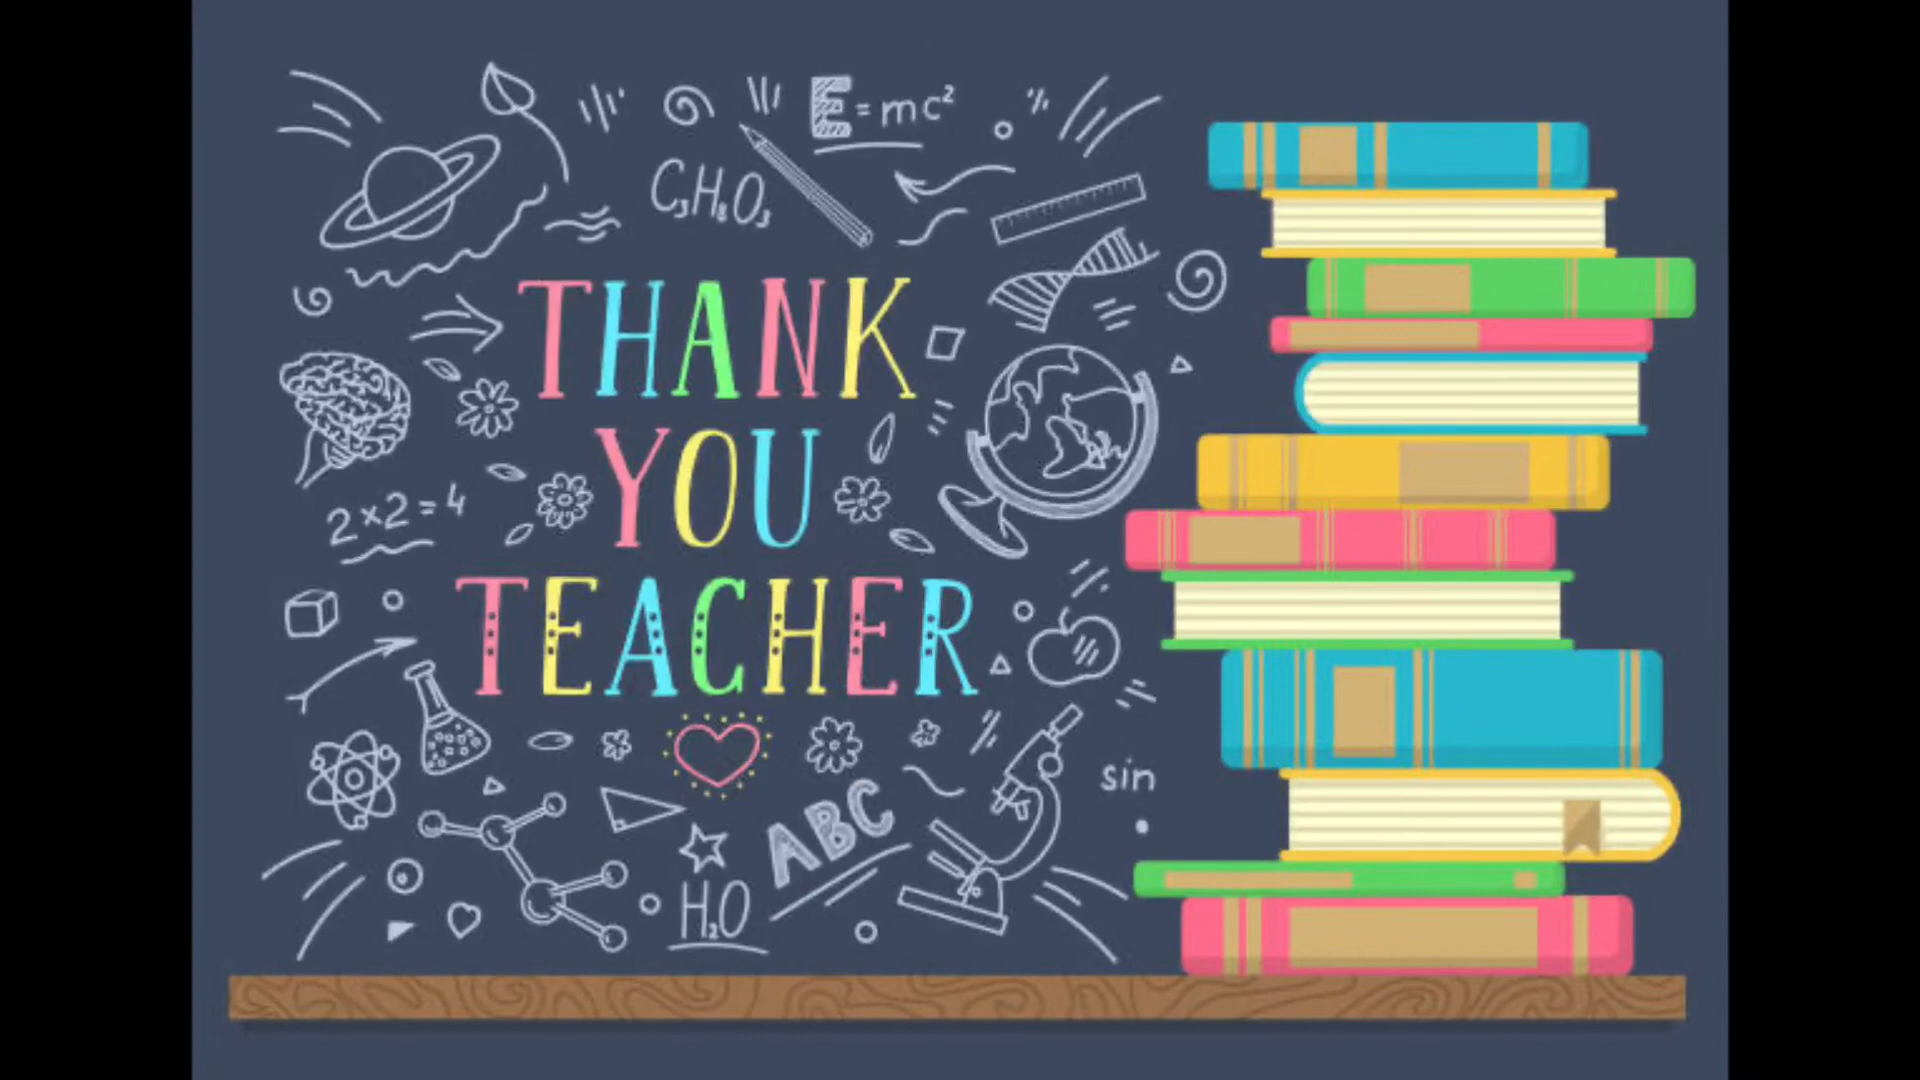 E=mc²
C₃H₈O₃
THANK
YOU
2×2=4
TEACHER
sin
ABC
H₂O